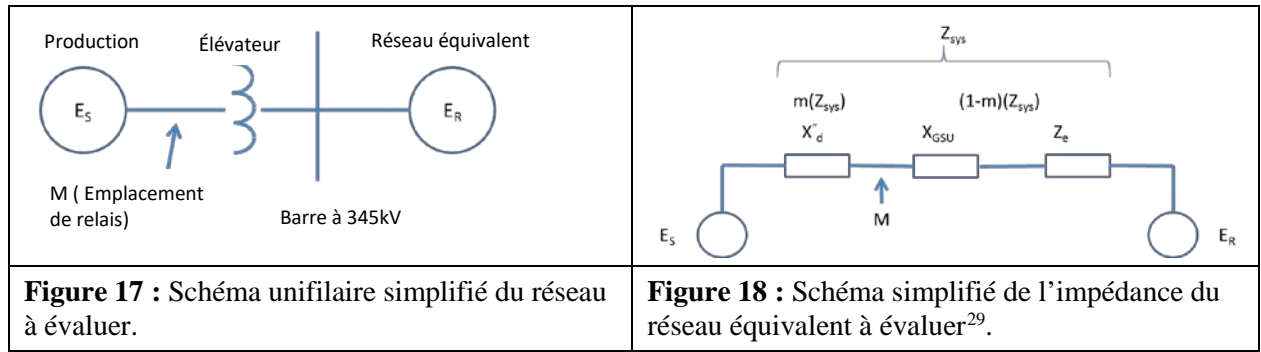 Production
Élévateur
Réseau équivalent
E_S
E_R
M ( Emplacement
de relais)
Barre à 345kV
Figure 17 : Schéma unifilaire simplifié du réseau
à évaluer.
Z_sys
m(Z_sys)
(1-m)(Z_sys)
X"_d
X_GSU
Z_e
M
E_S
E_R
Figure 18 : Schéma simplifié de l’impédance du
réseau équivalent à évaluer²⁹.